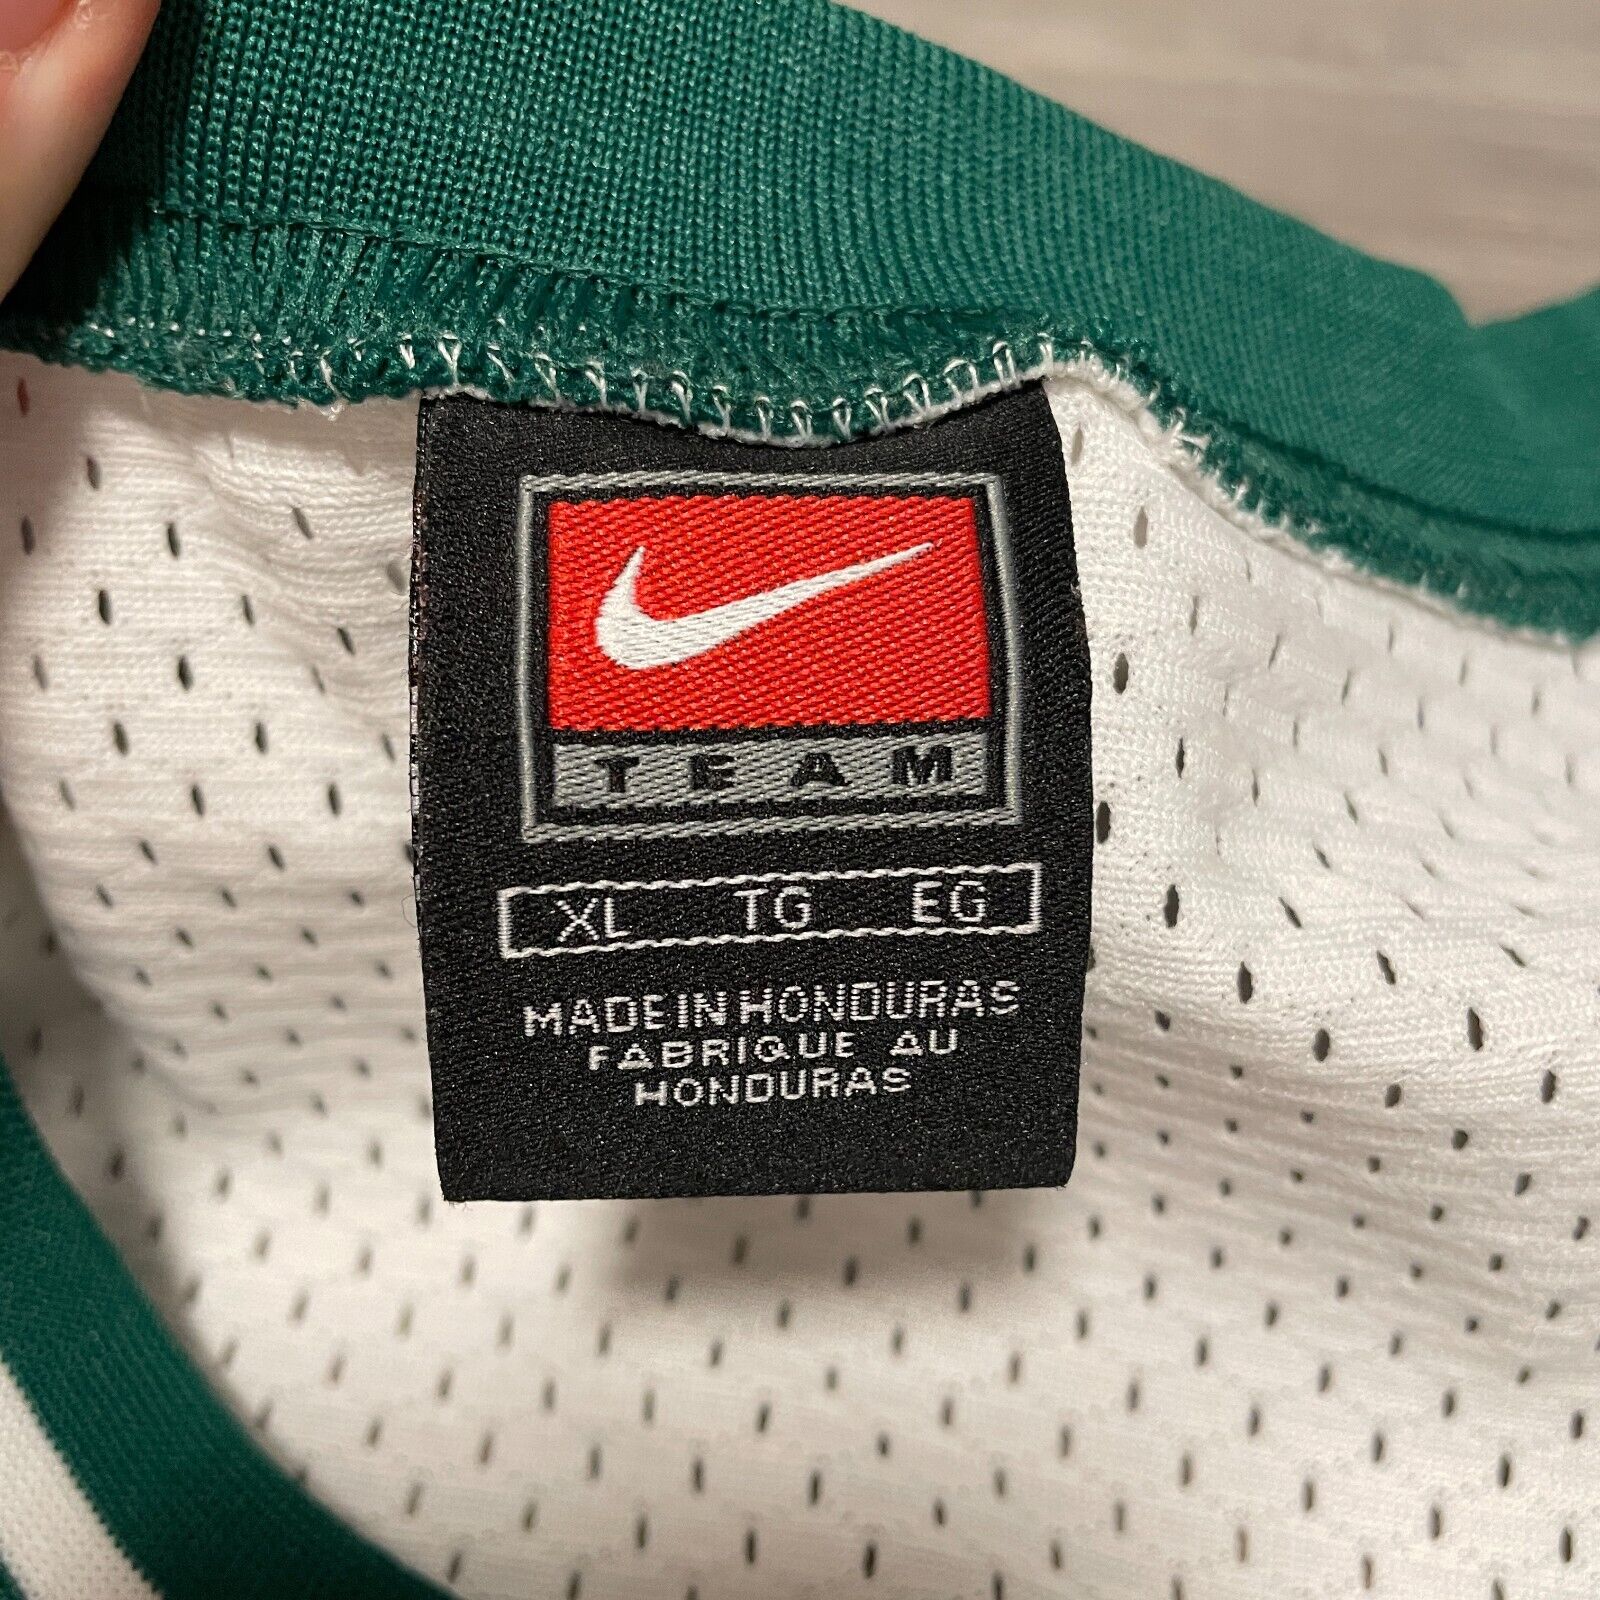 TEAM
XL TG EG
MADE IN HONDURAS
FABRIQUE AU
HONDURAS